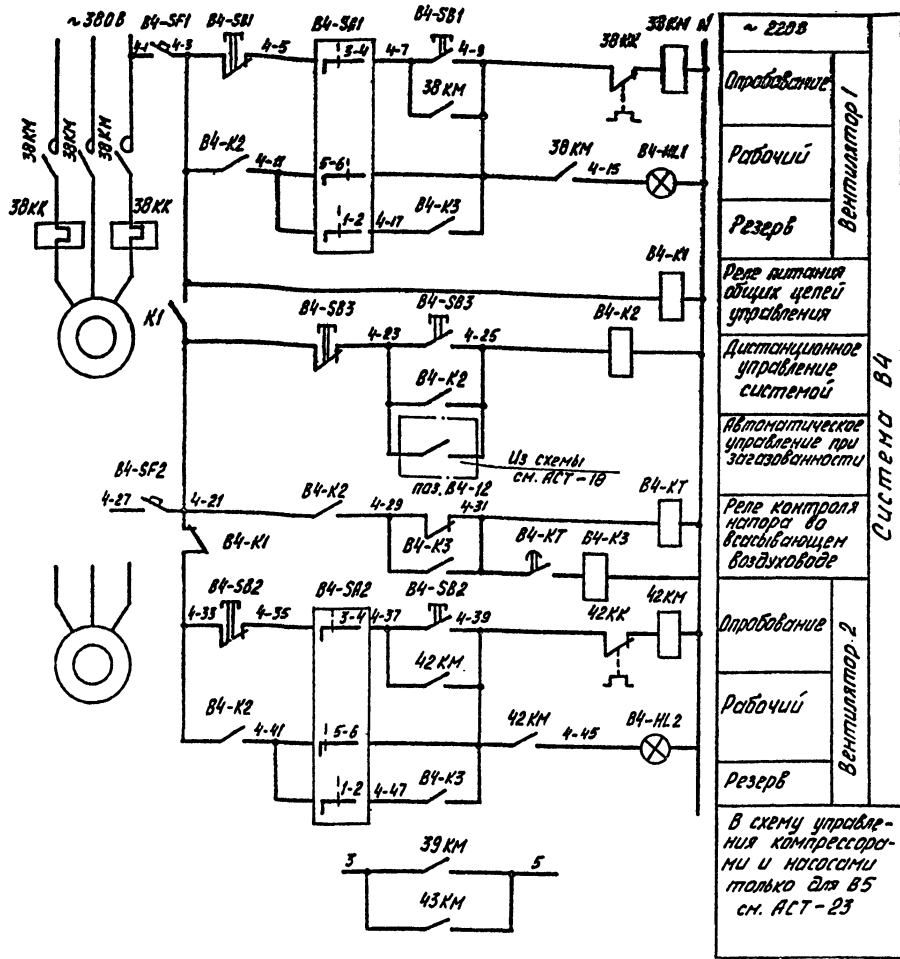 ~380В В4-SF1 В4-SB1 В4-SA1 В4-SB1 38КК 38КМ N
4-1 4-3 4-5 3-4 4-7 4-9
38КМ 38КМ 38КМ
38КМ
В4-К2 4-11 5-6 38КМ 4-15 В4-HL1
38КК 38КК
1-2 4-17 В4-К3
В4-К1
К1 В4-SB3 4-23 В4-SB3 4-25 В4-К2
В4-К2
Из схемы
см. АСТ-18
поз. В4-12
В4-SF2
4-27 4-21 В4-К2 4-29 4-31 В4-КТ
В4-К1 В4-К3 В4-КТ В4-К3
В4-SB2 В4-SA2 В4-SB2 42КК 42КМ
4-33 4-35 3-4 4-37 4-39
42КМ
В4-К2 4-41 5-6 42КМ 4-45 В4-HL2
1-2 4-47 В4-К3
39КМ
3 5
43КМ
~220В
Опробование
Рабочий
Резерв
Вентилятор 1
Реле питания
общих цепей
управления
Дистанционное
управление
системой
Автоматическое
управление при
загазованности
Реле контроля
напора во
всасывающем
воздуховоде
Опробование
Рабочий
Резерв
Вентилятор 2
Система В4
В схему управле-
ния компрессора-
ми и насосами
только для В5
см. АСТ-23